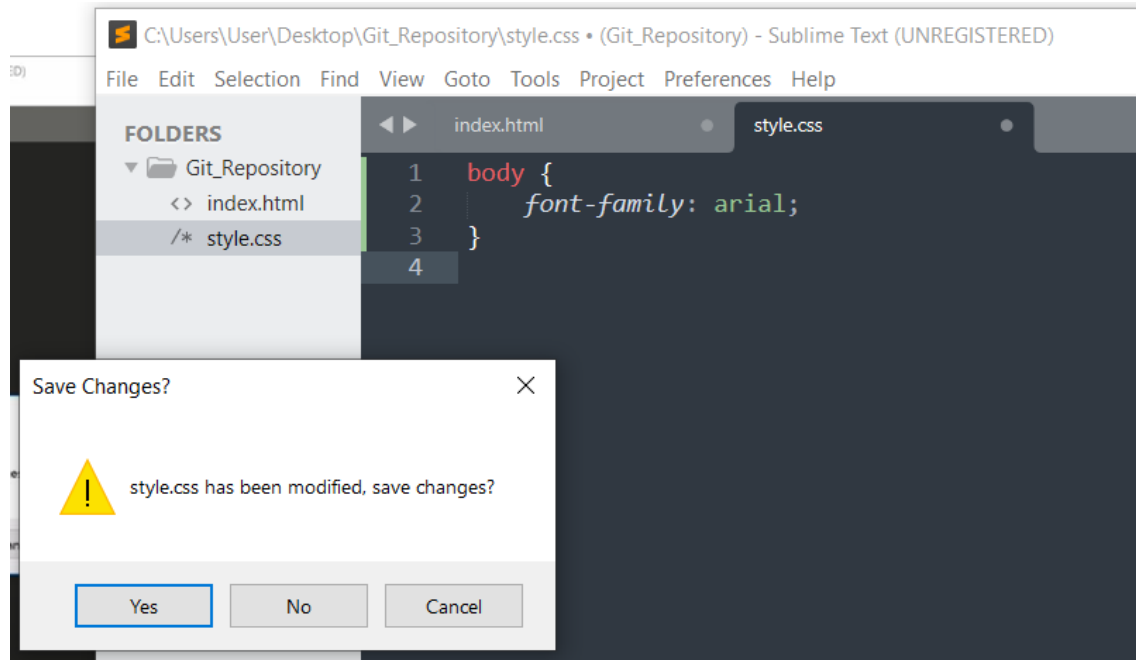 C:\Users\User\Desktop\Git_Repository\style.css • (Git_Repository) - Sublime Text (UNREGISTERED)
ED)
File Edit Selection Find View Goto Tools Project Preferences Help
FOLDERS
Git_Repository
<> index.html
/* style.css
index.html
style.css
1 body {
2 font-family: arial;
3 }
4
Save Changes?
style.css has been modified, save changes?
Yes
No
Cancel